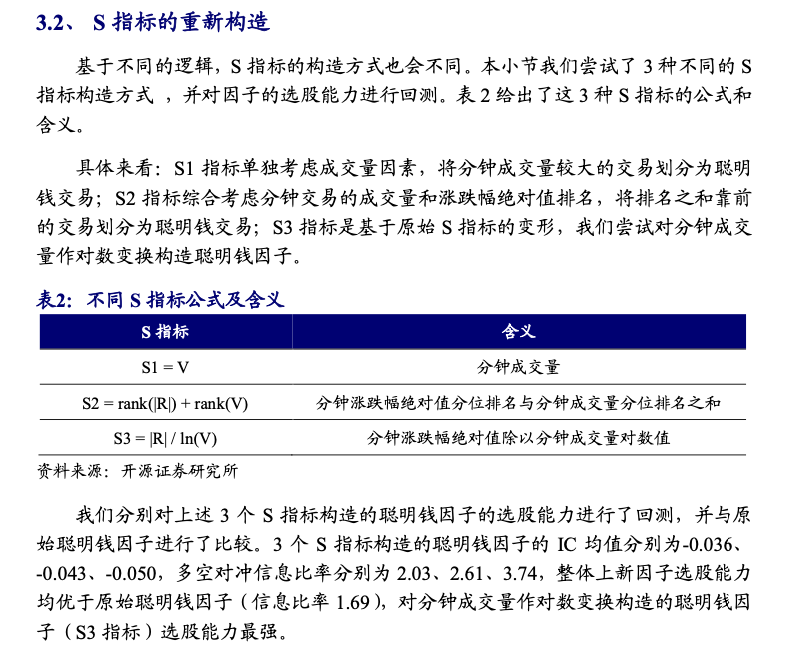 3.2、 S 指标的重新构造
基于不同的逻辑，S 指标的构造方式也会不同。本小节我们尝试了 3 种不同的 S
指标构造方式 ，并对因子的选股能力进行回测。表 2 给出了这 3 种 S 指标的公式和
含义。
具体来看：S1 指标单独考虑成交量因素，将分钟成交量较大的交易划分为聪明
钱交易；S2 指标综合考虑分钟交易的成交量和涨跌幅绝对值排名，将排名之和靠前
的交易划分为聪明钱交易；S3 指标是基于原始 S 指标的变形，我们尝试对分钟成交
量作对数变换构造聪明钱因子。
表2： 不同 S 指标公式及含义
S 指标 含义
S1 = V 分钟成交量
S2 = rank(|R|) + rank(V) 分钟涨跌幅绝对值分位排名与分钟成交量分位排名之和
S3 = |R| / ln(V) 分钟涨跌幅绝对值除以分钟成交量对数值
资料来源：开源证券研究所
我们分别对上述 3 个 S 指标构造的聪明钱因子的选股能力进行了回测，并与原
始聪明钱因子进行了比较。3 个 S 指标构造的聪明钱因子的 IC 均值分别为-0.036、
-0.043、-0.050，多空对冲信息比率分别为 2.03、2.61、3.74，整体上新因子选股能力
均优于原始聪明钱因子（信息比率 1.69），对分钟成交量作对数变换构造的聪明钱因
子（S3 指标）选股能力最强。